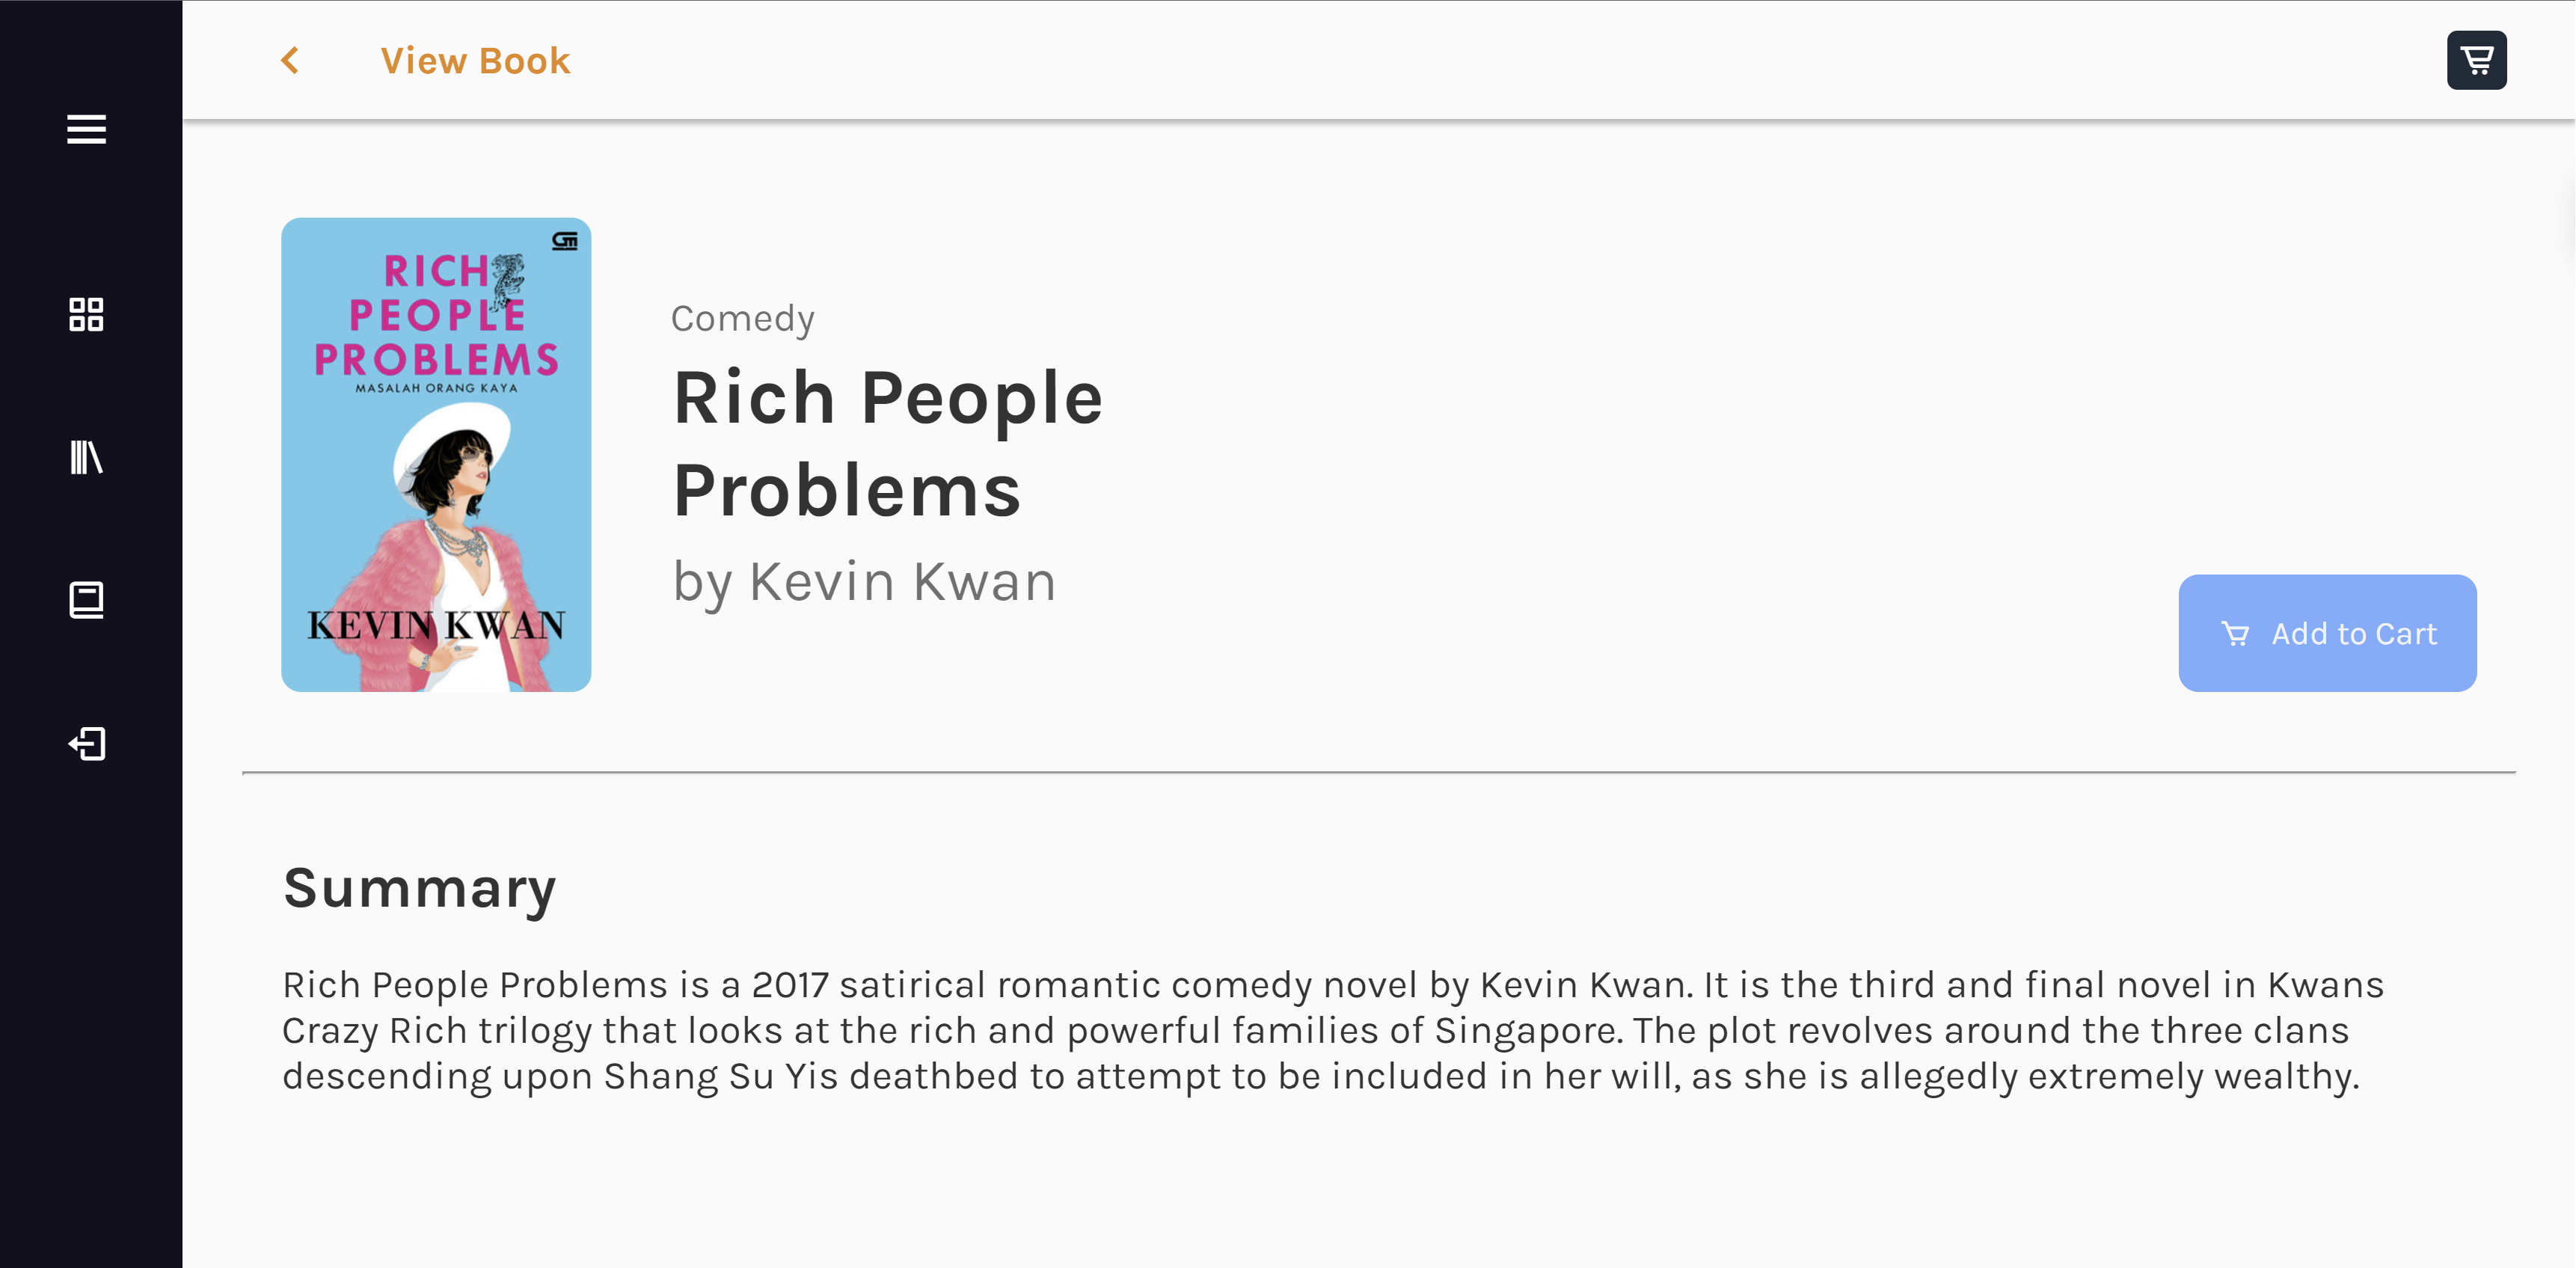 View Book
GM
RICH
PEOPLE
PROBLEMS
MASALAH ORANG KAYA
KEVIN KWAN
Comedy
Rich People
Problems
by Kevin Kwan
Add to Cart
Summary
Rich People Problems is a 2017 satirical romantic comedy novel by Kevin Kwan. It is the third and final novel in Kwans
Crazy Rich trilogy that looks at the rich and powerful families of Singapore. The plot revolves around the three clans
descending upon Shang Su Yis deathbed to attempt to be included in her will, as she is allegedly extremely wealthy.